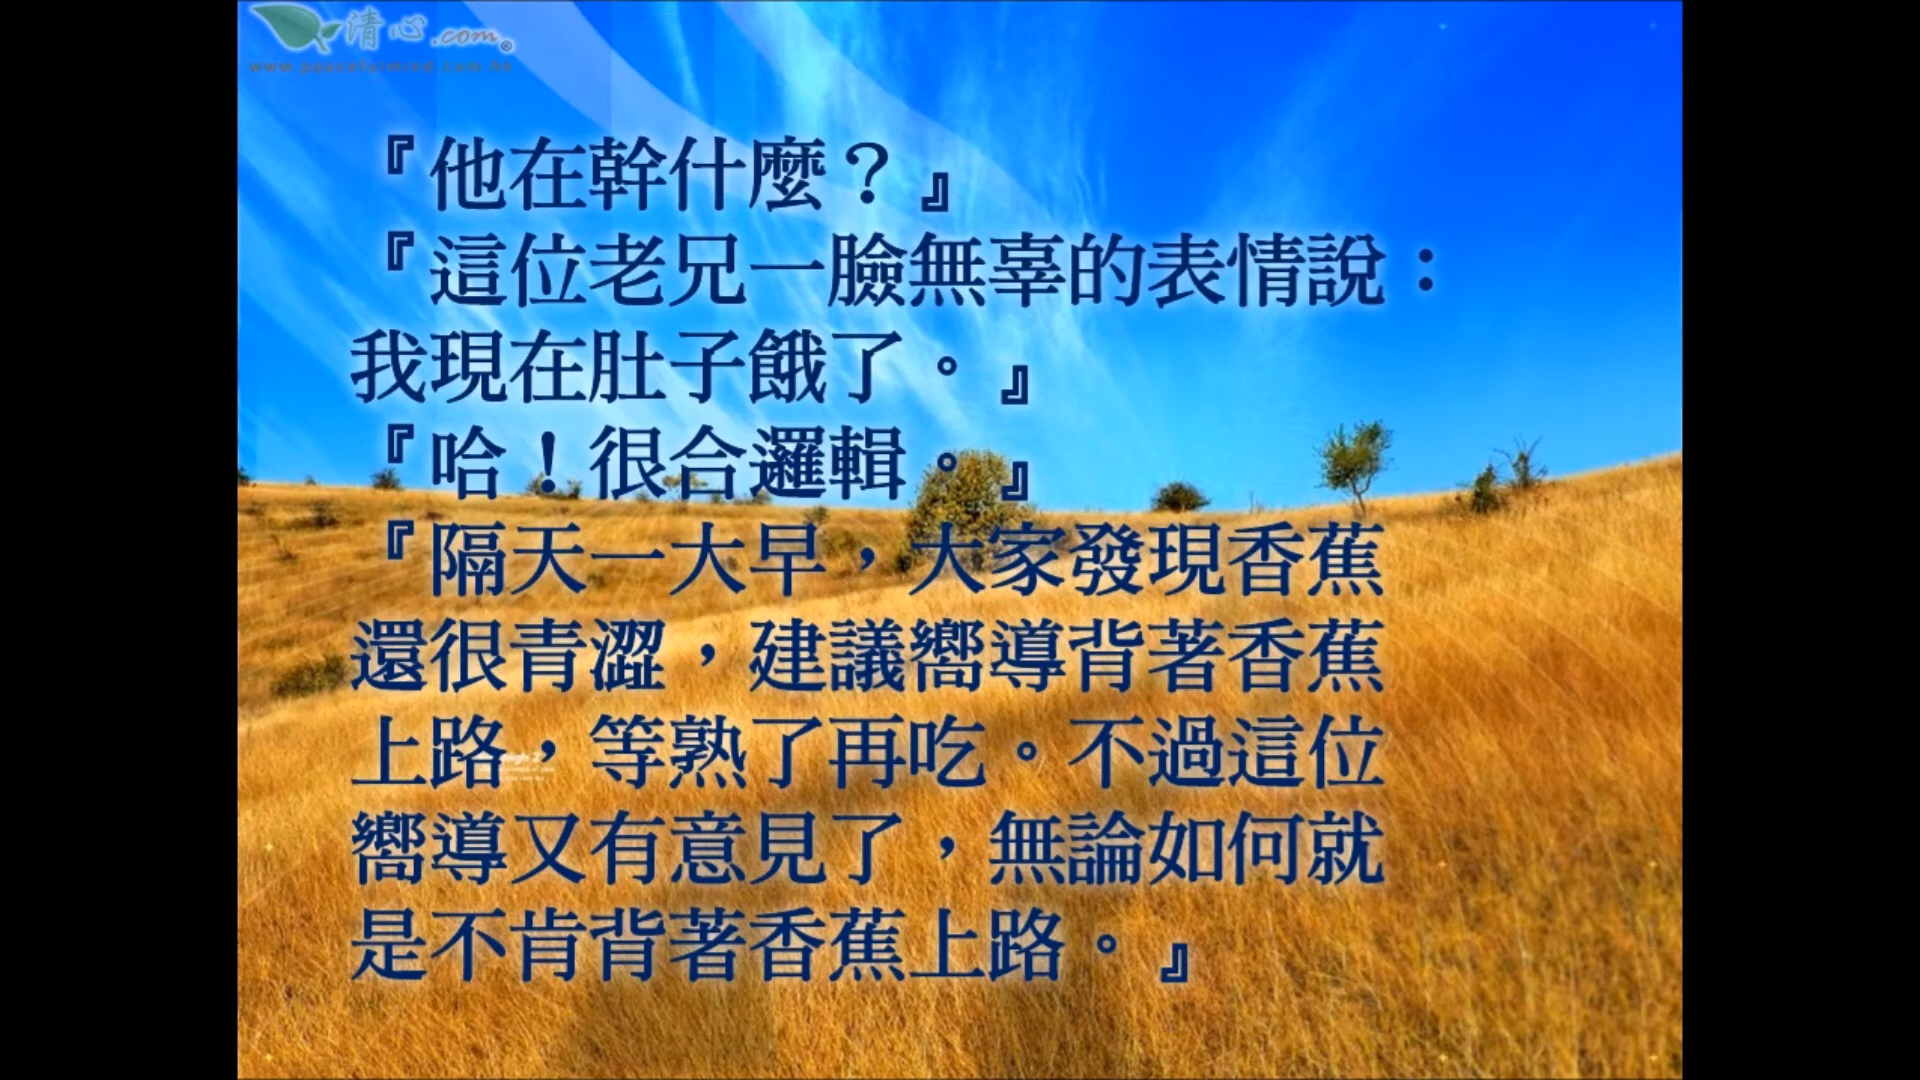 清心.com®
www.peacefulmind.com.hk
『他在幹什麼？』
『這位老兄一臉無辜的表情說：
我現在肚子餓了。』
『哈！很合邏輯。』
『隔天一大早，大家發現香蕉
還很青澀，建議嚮導背著香蕉
上路，等熟了再吃。不過這位
嚮導又有意見了，無論如何就
是不肯背著香蕉上路。』